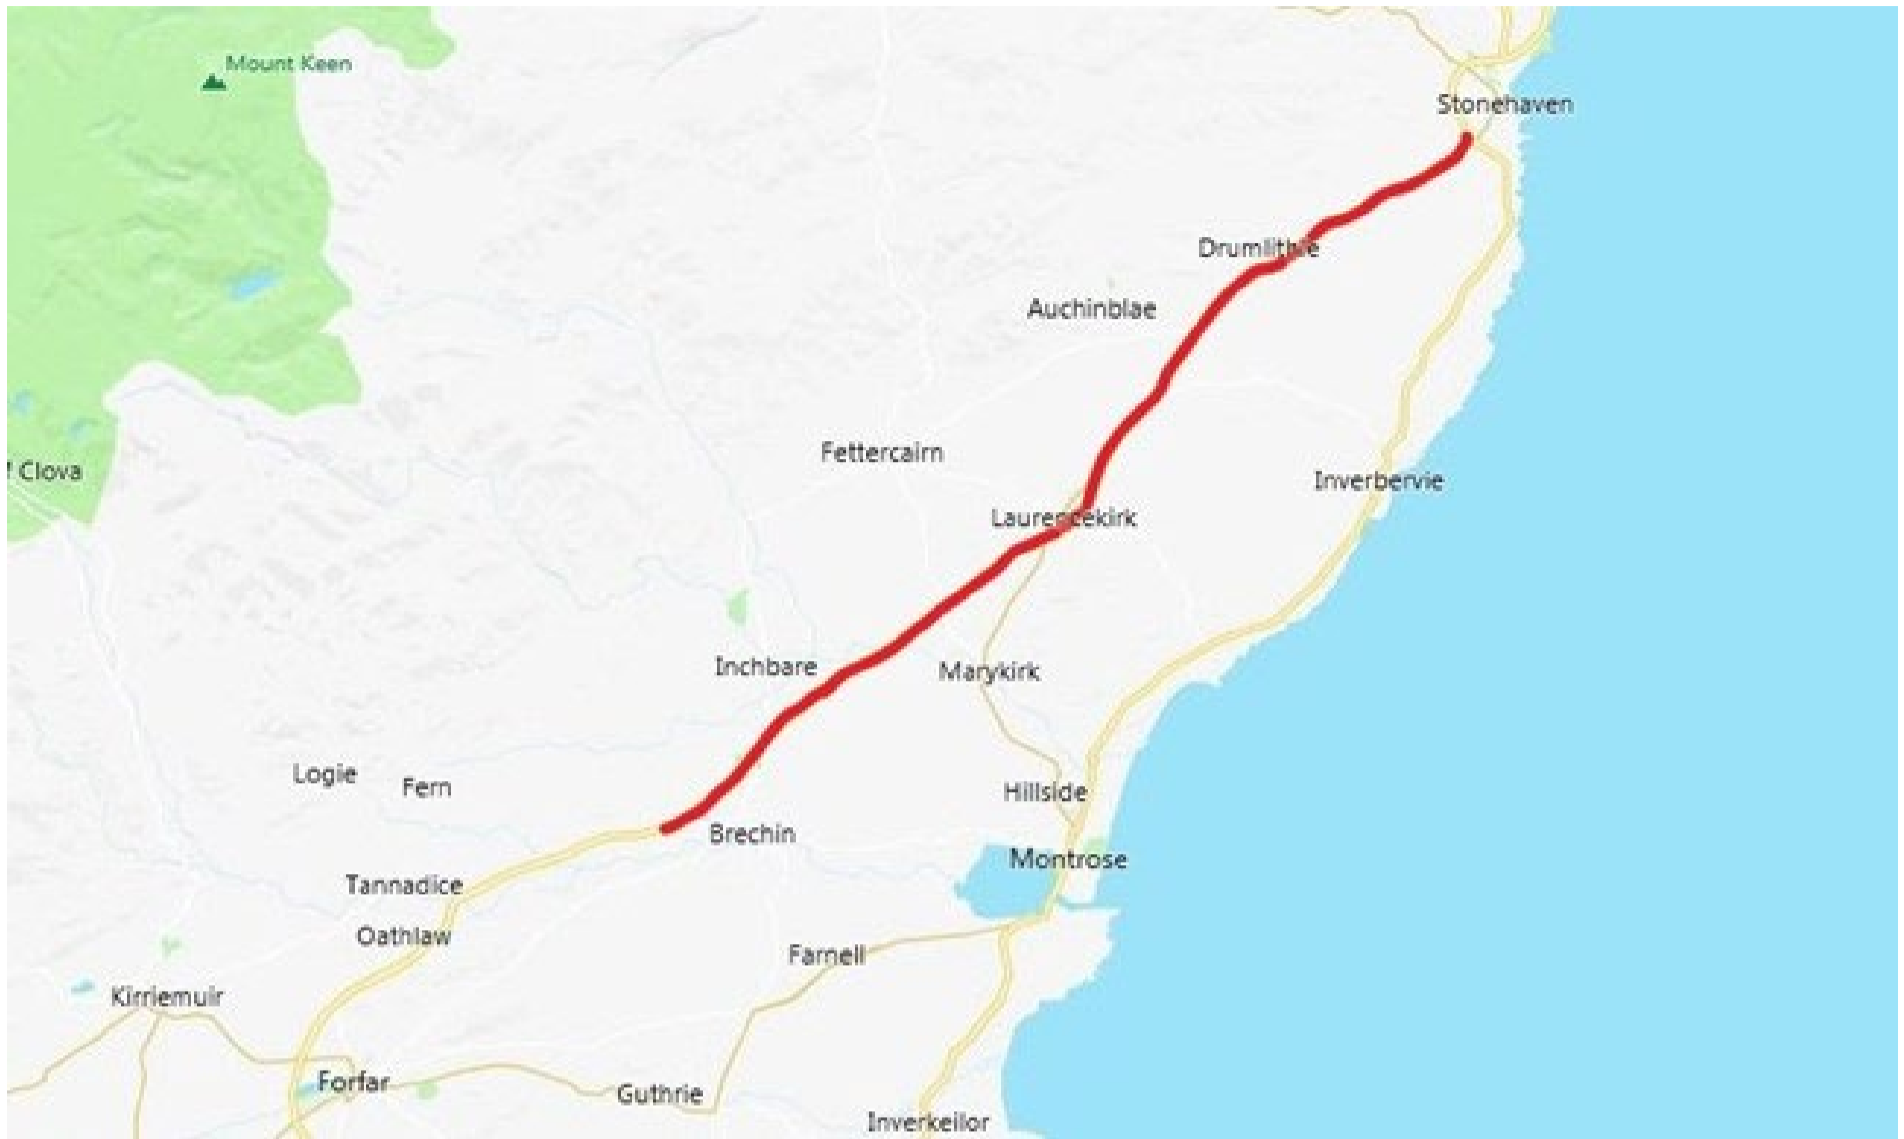 Mount Keen
Stonehaven
Drumlithie
Auchinblae
Fettercairn
f Clova
Inverbervie
Laurencekirk
Inchbare
Marykirk
Logie
Fern
Hillside
Brechin
Montrose
Tannadice
Oathlaw
Farnell
Kirriemuir
Forfar
Guthrie
Inverkeilor